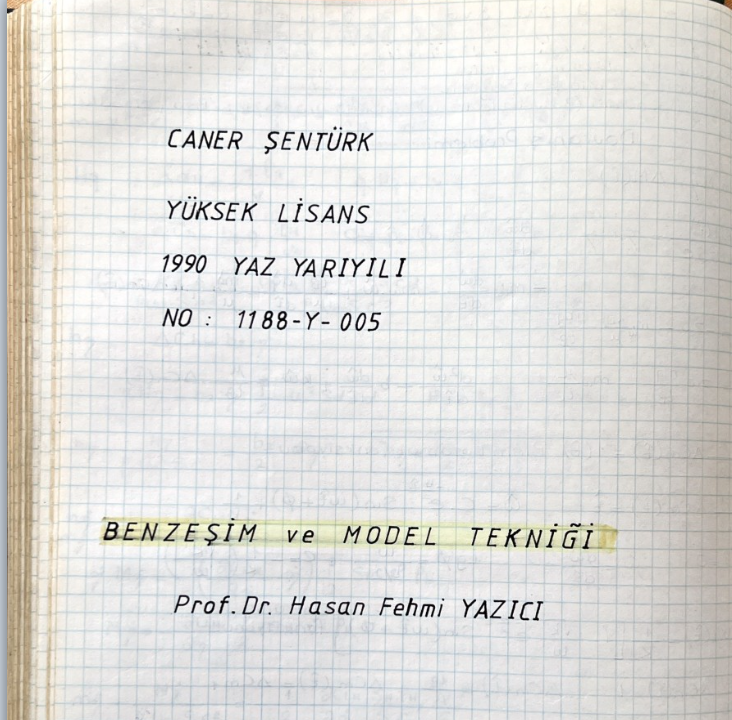 CANER ŞENTÜRK
YÜKSEK LİSANS
1990 YAZ YARIYILI
NO : 1188-Y-005
BENZEŞİM ve MODEL TEKNİĞİ
Prof.Dr. Hasan Fehmi YAZICI